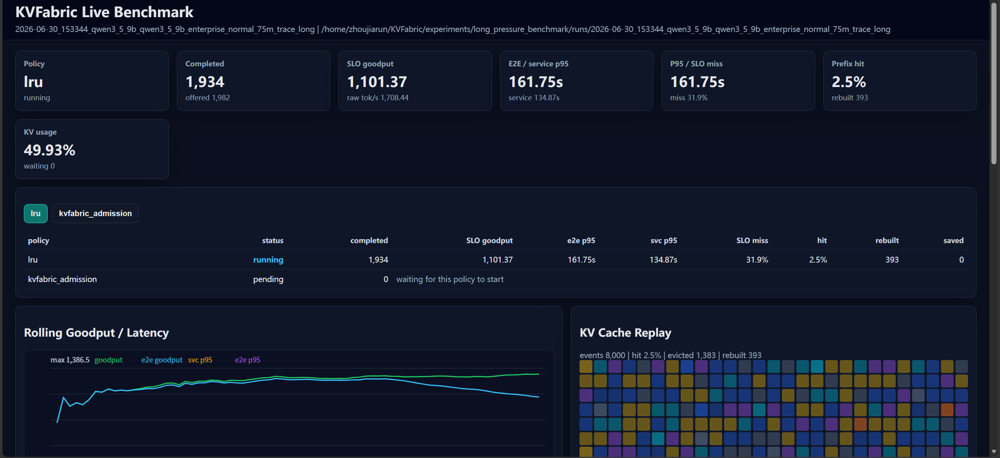 KVFabric Live Benchmark
2026-06-30_153344_qwen3_5_9b_qwen3_5_9b_enterprise_normal_75m_trace_long | /home/zhoujiarun/KVFabric/experiments/long_pressure_benchmark/runs/2026-06-30_153344_qwen3_5_9b_qwen3_5_9b_enterprise_normal_75m_trace_long
Policy
lru
running
Completed
1,934
offered 1,982
SLO goodput
1,101.37
raw tok/s 1,708.44
E2E / service p95
161.75s
service 134.87s
P95 / SLO miss
161.75s
miss 31.9%
Prefix hit
2.5%
rebuilt 393
KV usage
49.93%
waiting 0
lru kvfabric_admission
policy status completed SLO goodput e2e p95 svc p95 SLO miss hit rebuilt saved
lru running 1,934 1,101.37 161.75s 134.87s 31.9% 2.5% 393 0
kvfabric_admission pending 0 waiting for this policy to start
Rolling Goodput / Latency
max 1,386.5 goodput e2e goodput svc p95 e2e p95
KV Cache Replay
events 8,000 | hit 2.5% | evicted 1,383 | rebuilt 393